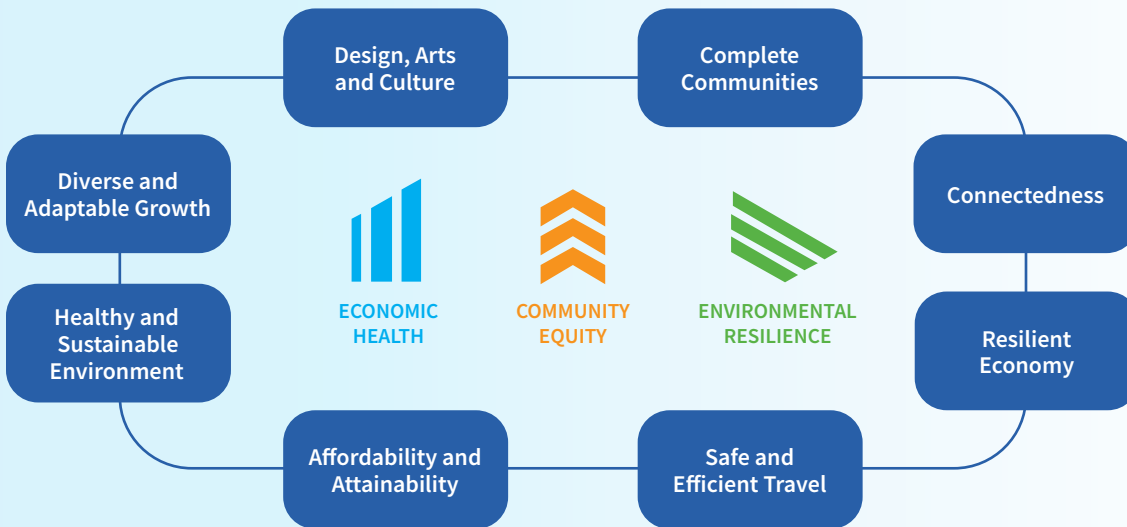 Design, Arts
and Culture
Complete
Communities
Diverse and
Adaptable Growth
Connectedness
ECONOMIC
HEALTH
COMMUNITY
EQUITY
ENVIRONMENTAL
RESILIENCE
Healthy and
Sustainable
Environment
Resilient
Economy
Affordability and
Attainability
Safe and
Efficient Travel